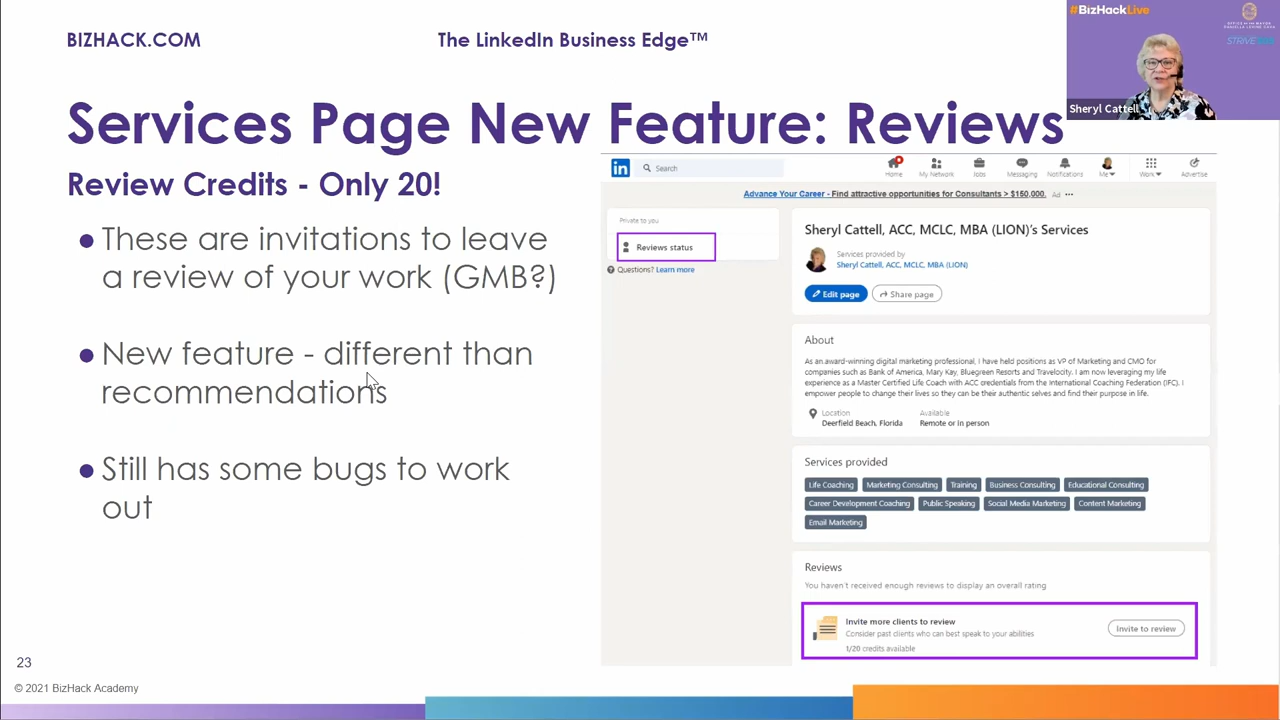 BIZHACK.COM
The LinkedIn Business Edge™
#BizHackLive
Sheryl Cattell
Services Page New Feature: Reviews
Review Credits - Only 20!
● These are invitations to leave
a review of your work (GMB?)
● New feature - different than
recommendations
● Still has some bugs to work
out
in
Search
Home
My Network
Jobs
Messaging
Notifications
Me
Work
Advertise
Advance Your Career - Find attractive opportunities for Consultants > $150,000. Ad •••
Private to you
Reviews status
Questions? Learn more
Sheryl Cattell, ACC, MCLC, MBA (LION)'s Services
Services provided by
Sheryl Cattell, ACC, MCLC, MBA (LION)
Edit page
Share page
About
As an award-winning digital marketing professional, I have held positions as VP of Marketing and CMO for
companies such as Bank of America, Mary Kay, Bluegreen Resorts and Travelocity. I am now leveraging my life
experience as a Master Certified Life Coach with ACC credentials from the International Coaching Federation (IFC). I
empower people to change their lives so they can be their authentic selves and find their purpose in life.
Location
Deerfield Beach, Florida
Available
Remote or in person
Services provided
Life Coaching
Marketing Consulting
Training
Business Consulting
Educational Consulting
Career Development Coaching
Public Speaking
Social Media Marketing
Content Marketing
Email Marketing
Reviews
You haven't received enough reviews to display an overall rating
Invite more clients to review
Consider past clients who can best speak to your abilities
1/20 credits available
Invite to review
23
© 2021 BizHack Academy